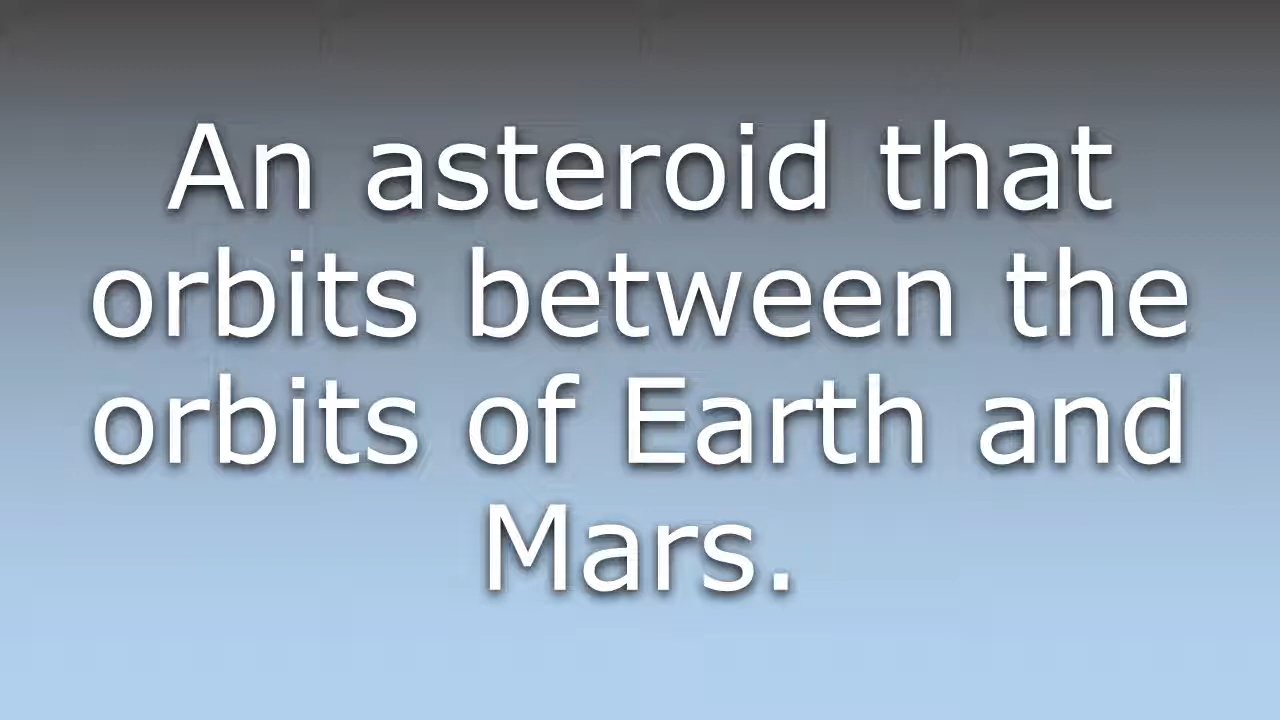 An asteroid that
orbits between the
orbits of Earth and
Mars.